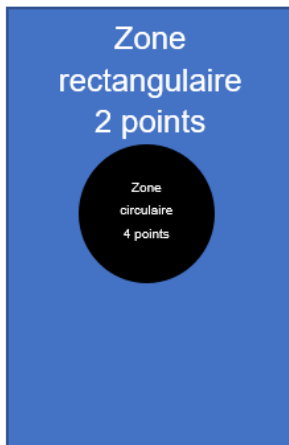 Zone
rectangulaire
2 points
Zone
circulaire
4 points